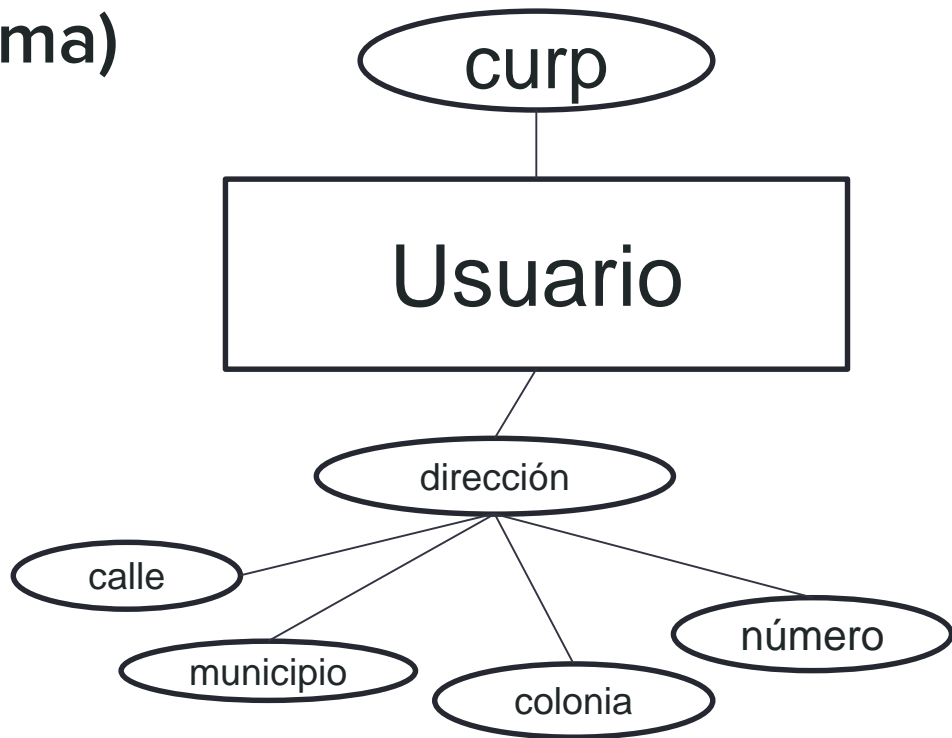 ma)
curp
Usuario
dirección
calle
número
municipio
colonia